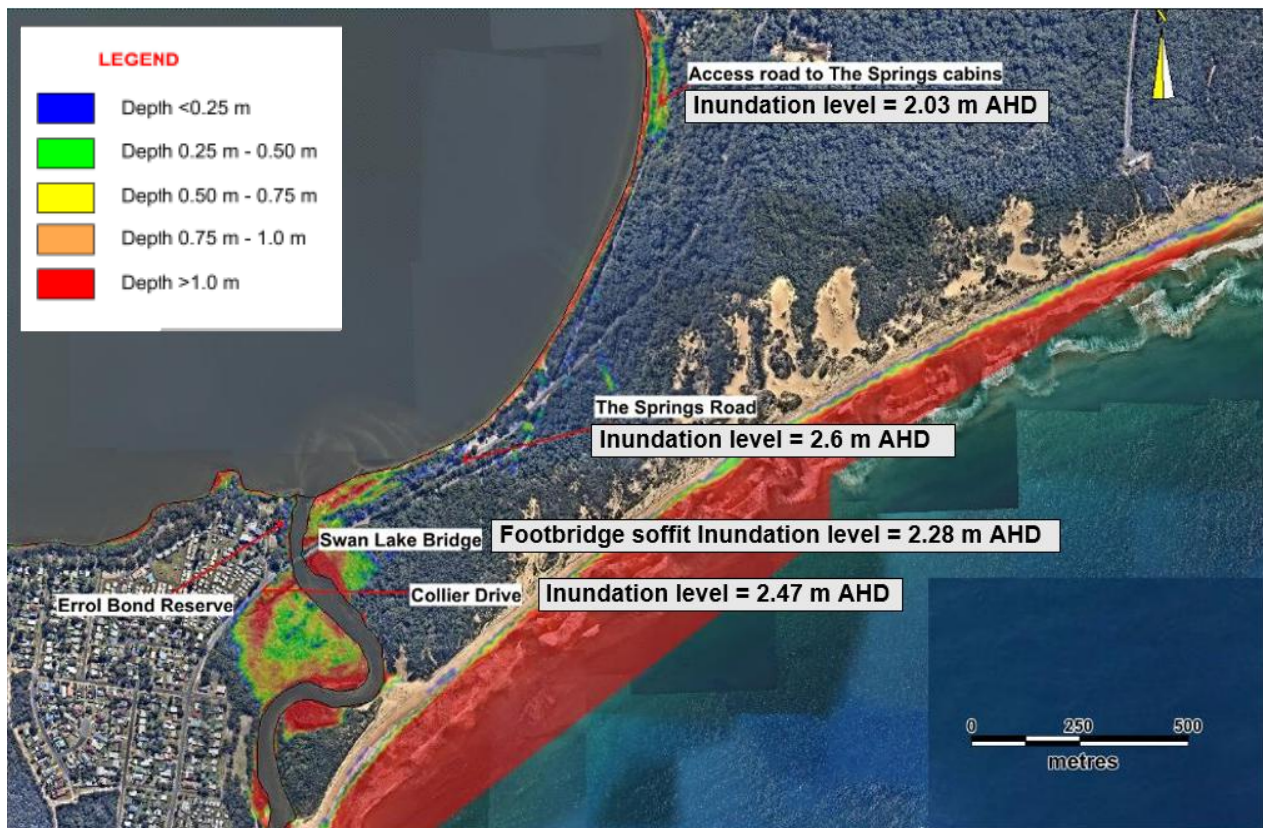 LEGEND
Depth <0.25 m
Depth 0.25 m - 0.50 m
Depth 0.50 m - 0.75 m
Depth 0.75 m - 1.0 m
Depth >1.0 m
Access road to The Springs cabins
Inundation level = 2.03 m AHD
The Springs Road
Inundation level = 2.6 m AHD
Swan Lake Bridge
Footbridge soffit Inundation level = 2.28 m AHD
Collier Drive
Inundation level = 2.47 m AHD
Errol Bond Reserve
0 250 500
metres